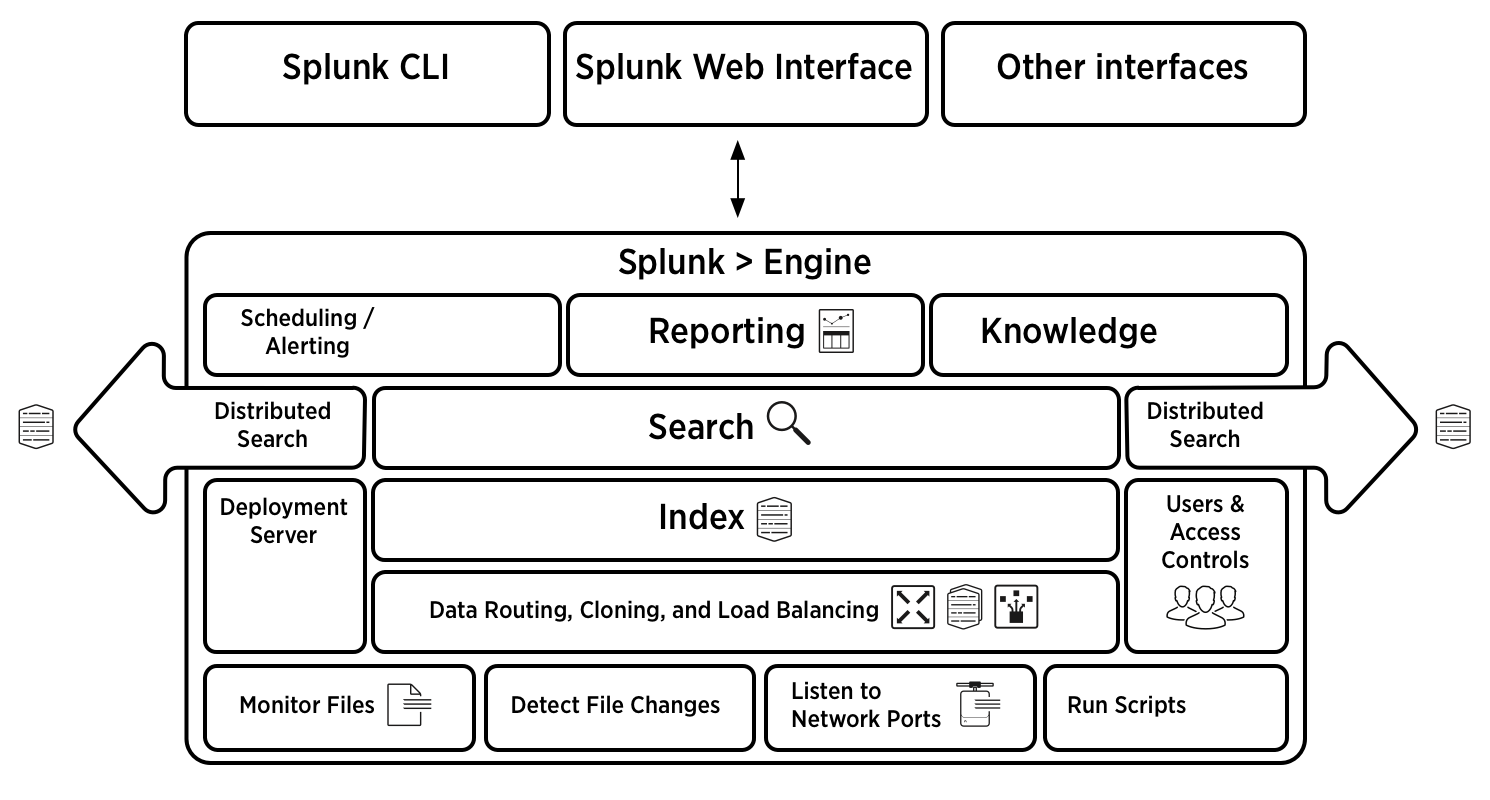 Splunk CLI
Splunk Web Interface
Other interfaces
Splunk > Engine
Scheduling /
Alerting
Reporting
Knowledge
Distributed
Search
Search
Distributed
Search
Deployment
Server
Index
Users &
Access
Controls
Data Routing, Cloning, and Load Balancing
Monitor Files
Detect File Changes
Listen to
Network Ports
Run Scripts